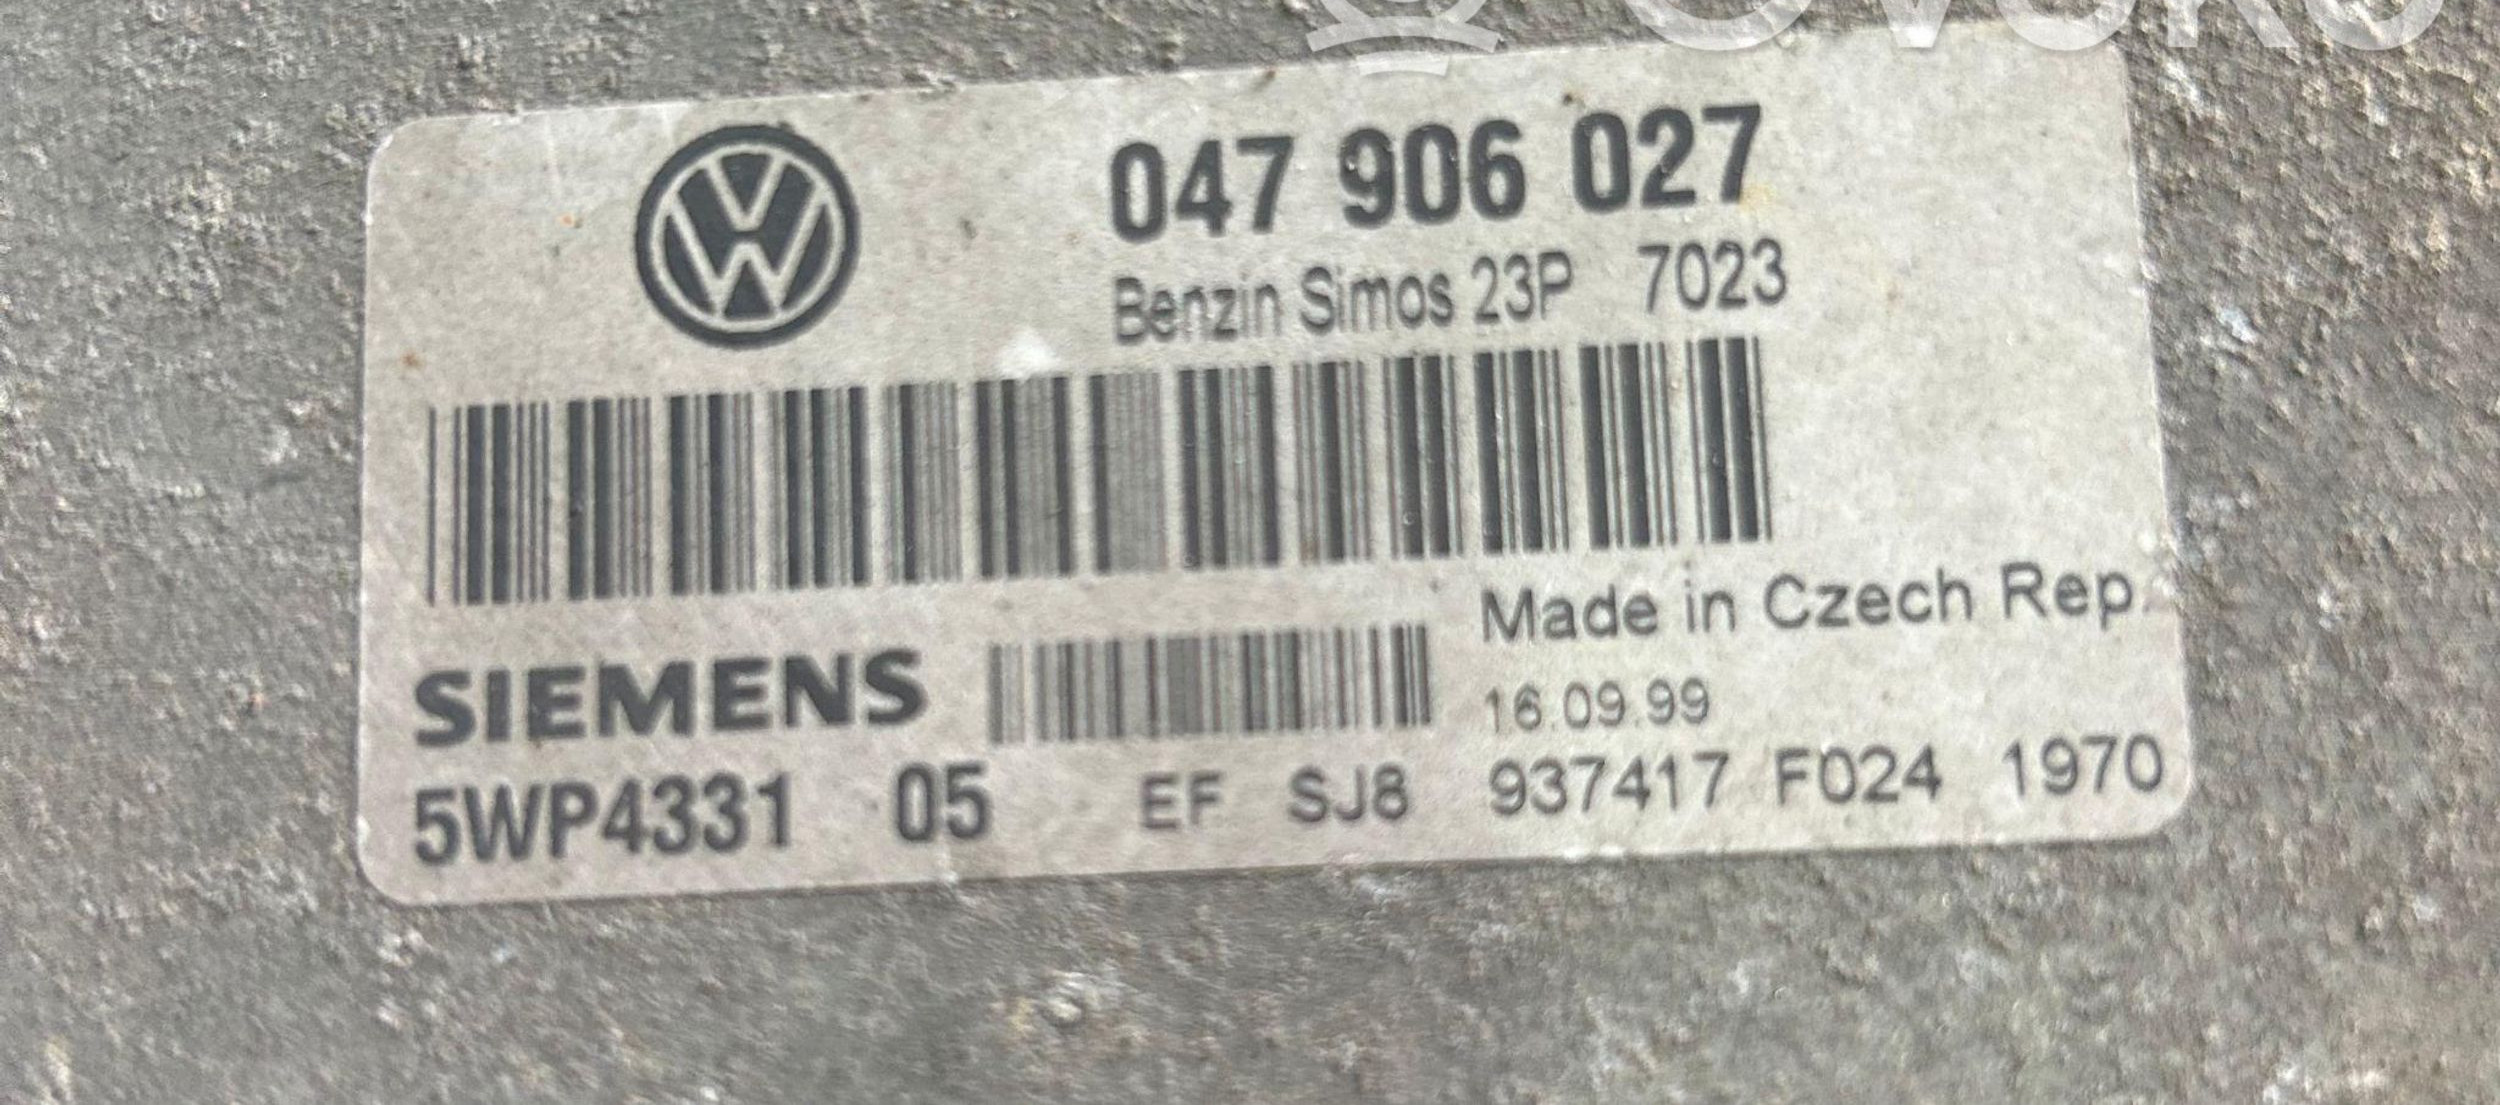 047 906 027
Benzin Simos 23P 7023
SIEMENS
Made in Czech Rep.
16.09.99
5WP4331 05 EF SJ8 937417 F024 1970